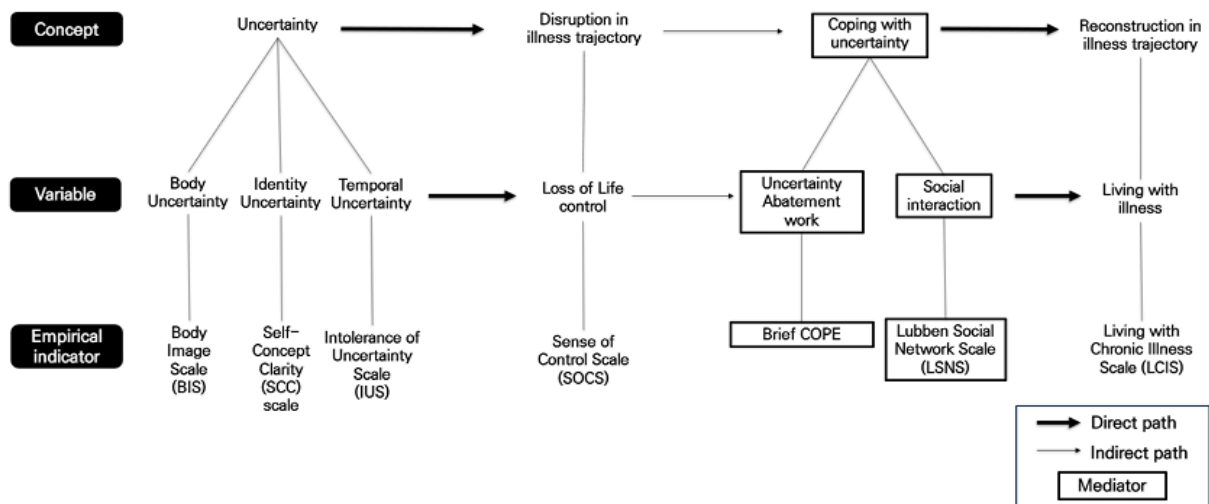 Concept
Uncertainty
Disruption in
illness trajectory
Coping with
uncertainty
Reconstruction in
illness trajectory
Variable
Body
Uncertainty
Identity
Uncertainty
Temporal
Uncertainty
Loss of Life
control
Uncertainty
Abatement
work
Social
interaction
Living with
illness
Empirical
indicator
Body
Image
Scale
(BIS)
Self-
Concept
Clarity
(SCC)
scale
Intolerance of
Uncertainty
Scale
(IUS)
Sense of
Control Scale
(SOCS)
Brief COPE
Lubben Social
Network Scale
(LSNS)
Living with
Chronic Illness
Scale (LCIS)
Direct path
Indirect path
Mediator